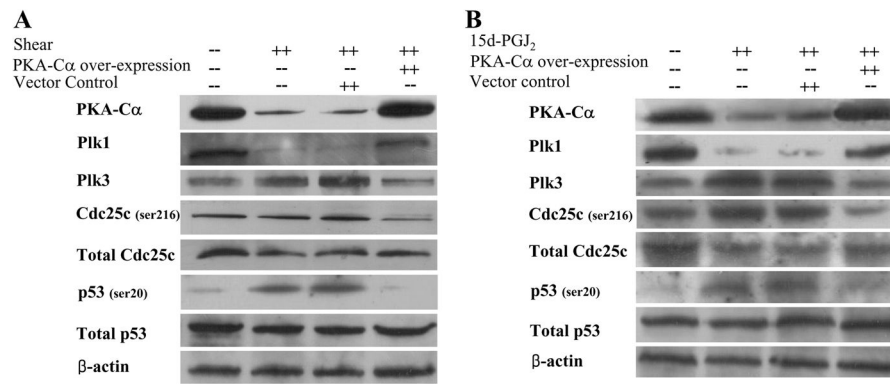 A
Shear -- ++ ++ ++
PKA-Cα over-expression -- -- -- ++
Vector Control -- -- ++ --
PKA-Cα
Plk1
Plk3
Cdc25c (ser216)
Total Cdc25c
p53 (ser20)
Total p53
β-actin
B
15d-PGJ₂ -- ++ ++ ++
PKA-Cα over-expression -- -- -- ++
Vector control -- -- ++ --
PKA-Cα
Plk1
Plk3
Cdc25c (ser216)
Total Cdc25c
p53 (ser20)
Total p53
β-actin